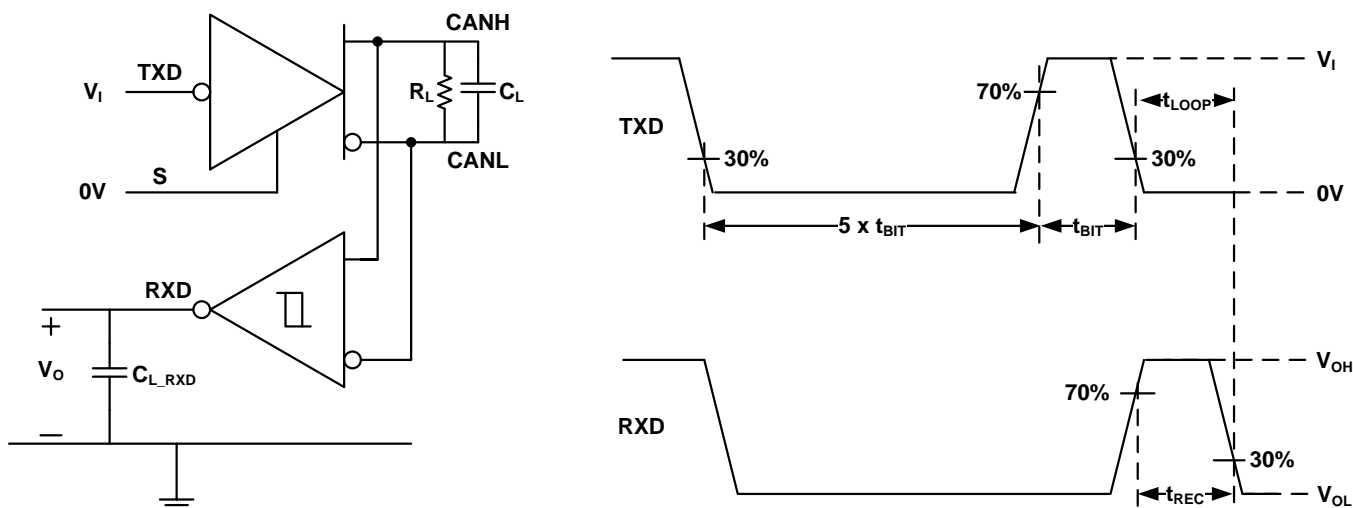 CANH
TXD
V_I
R_L
C_L
CANL
S
0V
RXD
+
V_O
C_L_RXD
—
TXD
30%
70%
30%
V_I
t_LOOP
0V
5 x t_BIT
t_BIT
RXD
70%
30%
V_OH
t_REC
V_OL